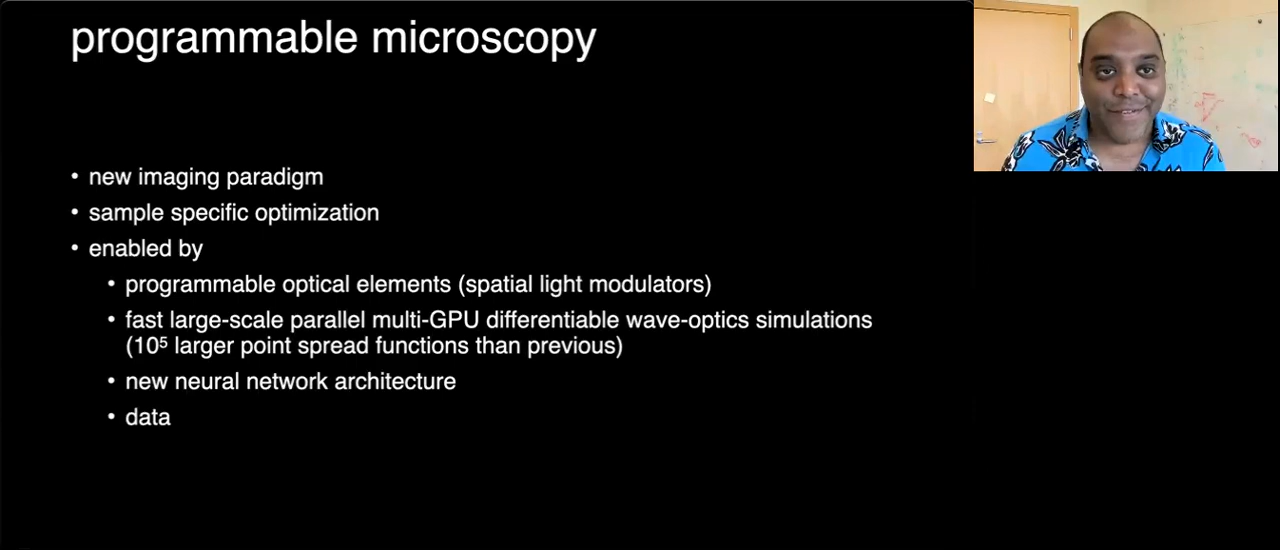 programmable microscopy
• new imaging paradigm
• sample specific optimization
• enabled by
• programmable optical elements (spatial light modulators)
• fast large-scale parallel multi-GPU differentiable wave-optics simulations
(10⁵ larger point spread functions than previous)
• new neural network architecture
• data